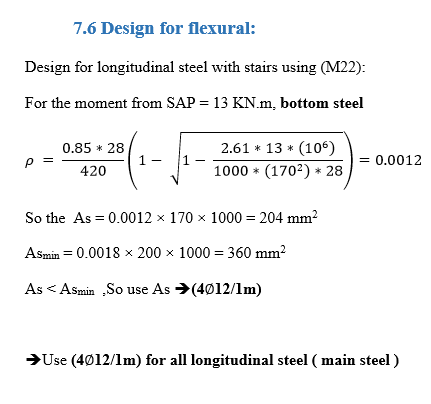 7.6 Design for flexural:
Design for longitudinal steel with stairs using (M22):
For the moment from SAP = 13 KN.m, bottom steel
ρ = 0.85 * 28 / 420 (1 − √(1 − 2.61 * 13 * (10⁶) / 1000 * (170²) * 28)) = 0.0012
So the As = 0.0012 × 170 × 1000 = 204 mm²
Asmin = 0.0018 × 200 × 1000 = 360 mm²
As < Asmin ,So use As ➔(4Ø12/1m)
➔Use (4Ø12/1m) for all longitudinal steel ( main steel )